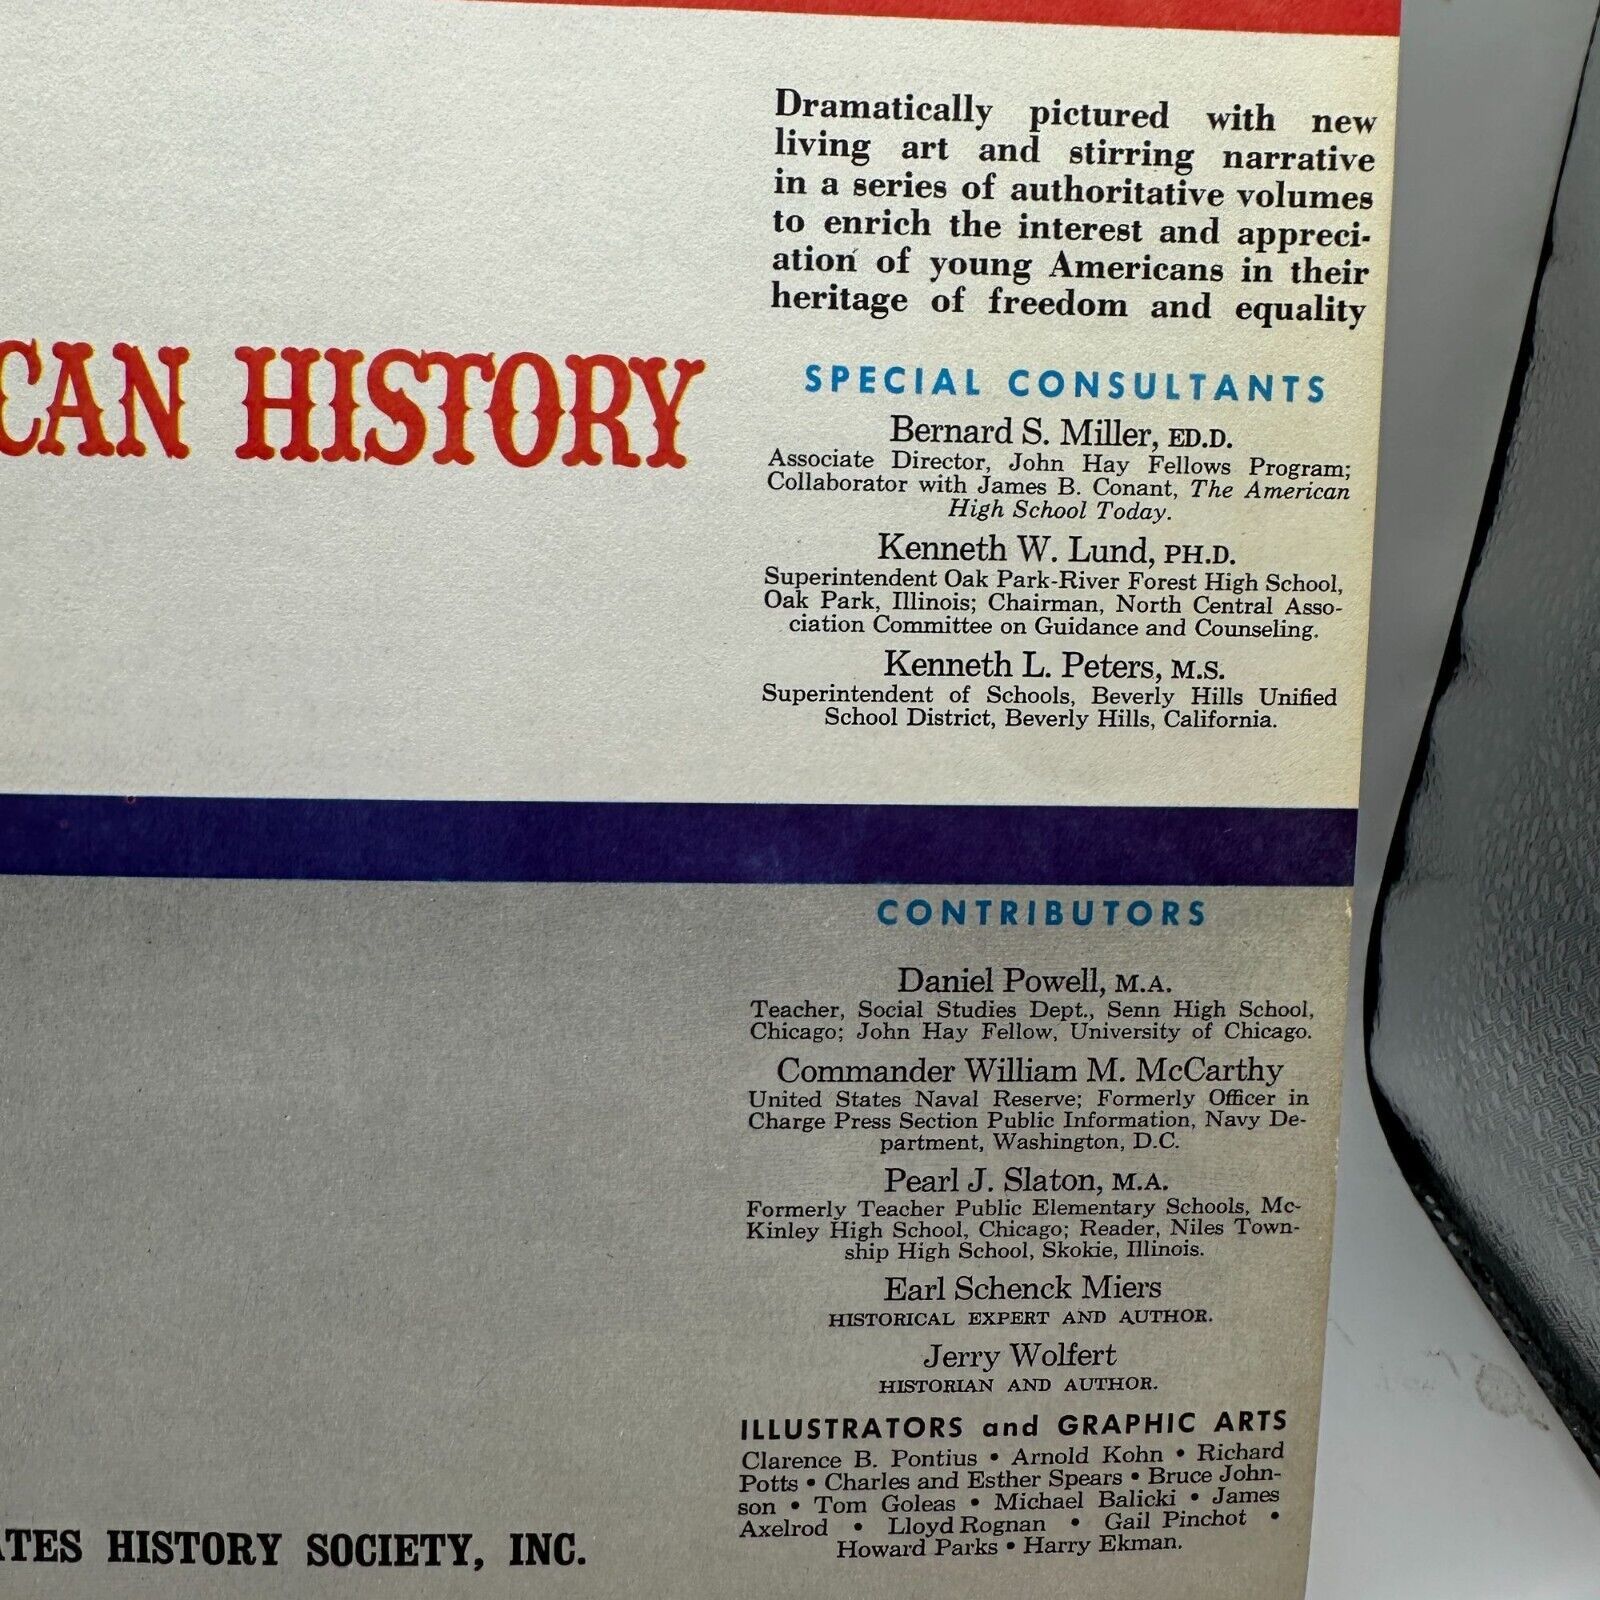 Dramatically pictured with new
living art and stirring narrative
in a series of authoritative volumes
to enrich the interest and appreci-
ation of young Americans in their
heritage of freedom and equality
CAN HISTORY
SPECIAL CONSULTANTS
Bernard S. Miller, ED.D.
Associate Director, John Hay Fellows Program;
Collaborator with James B. Conant, The American
High School Today.
Kenneth W. Lund, PH.D.
Superintendent Oak Park-River Forest High School,
Oak Park, Illinois; Chairman, North Central Asso-
ciation Committee on Guidance and Counseling.
Kenneth L. Peters, M.S.
Superintendent of Schools, Beverly Hills Unified
School District, Beverly Hills, California.
CONTRIBUTORS
Daniel Powell, M.A.
Teacher, Social Studies Dept., Senn High School,
Chicago; John Hay Fellow, University of Chicago.
Commander William M. McCarthy
United States Naval Reserve; Formerly Officer in
Charge Press Section Public Information, Navy De-
partment, Washington, D.C.
Pearl J. Slaton, M.A.
Formerly Teacher Public Elementary Schools, Mc-
Kinley High School, Chicago; Reader, Niles Town-
ship High School, Skokie, Illinois.
Earl Schenck Miers
HISTORICAL EXPERT AND AUTHOR.
Jerry Wolfert
HISTORIAN AND AUTHOR.
ILLUSTRATORS and GRAPHIC ARTS
Clarence B. Pontius • Arnold Kohn • Richard
Potts • Charles and Esther Spears • Bruce John-
son • Tom Goleas • Michael Balicki • James
Axelrod • Lloyd Rognan • Gail Pinchot •
Howard Parks • Harry Ekman.
ATES HISTORY SOCIETY, INC.